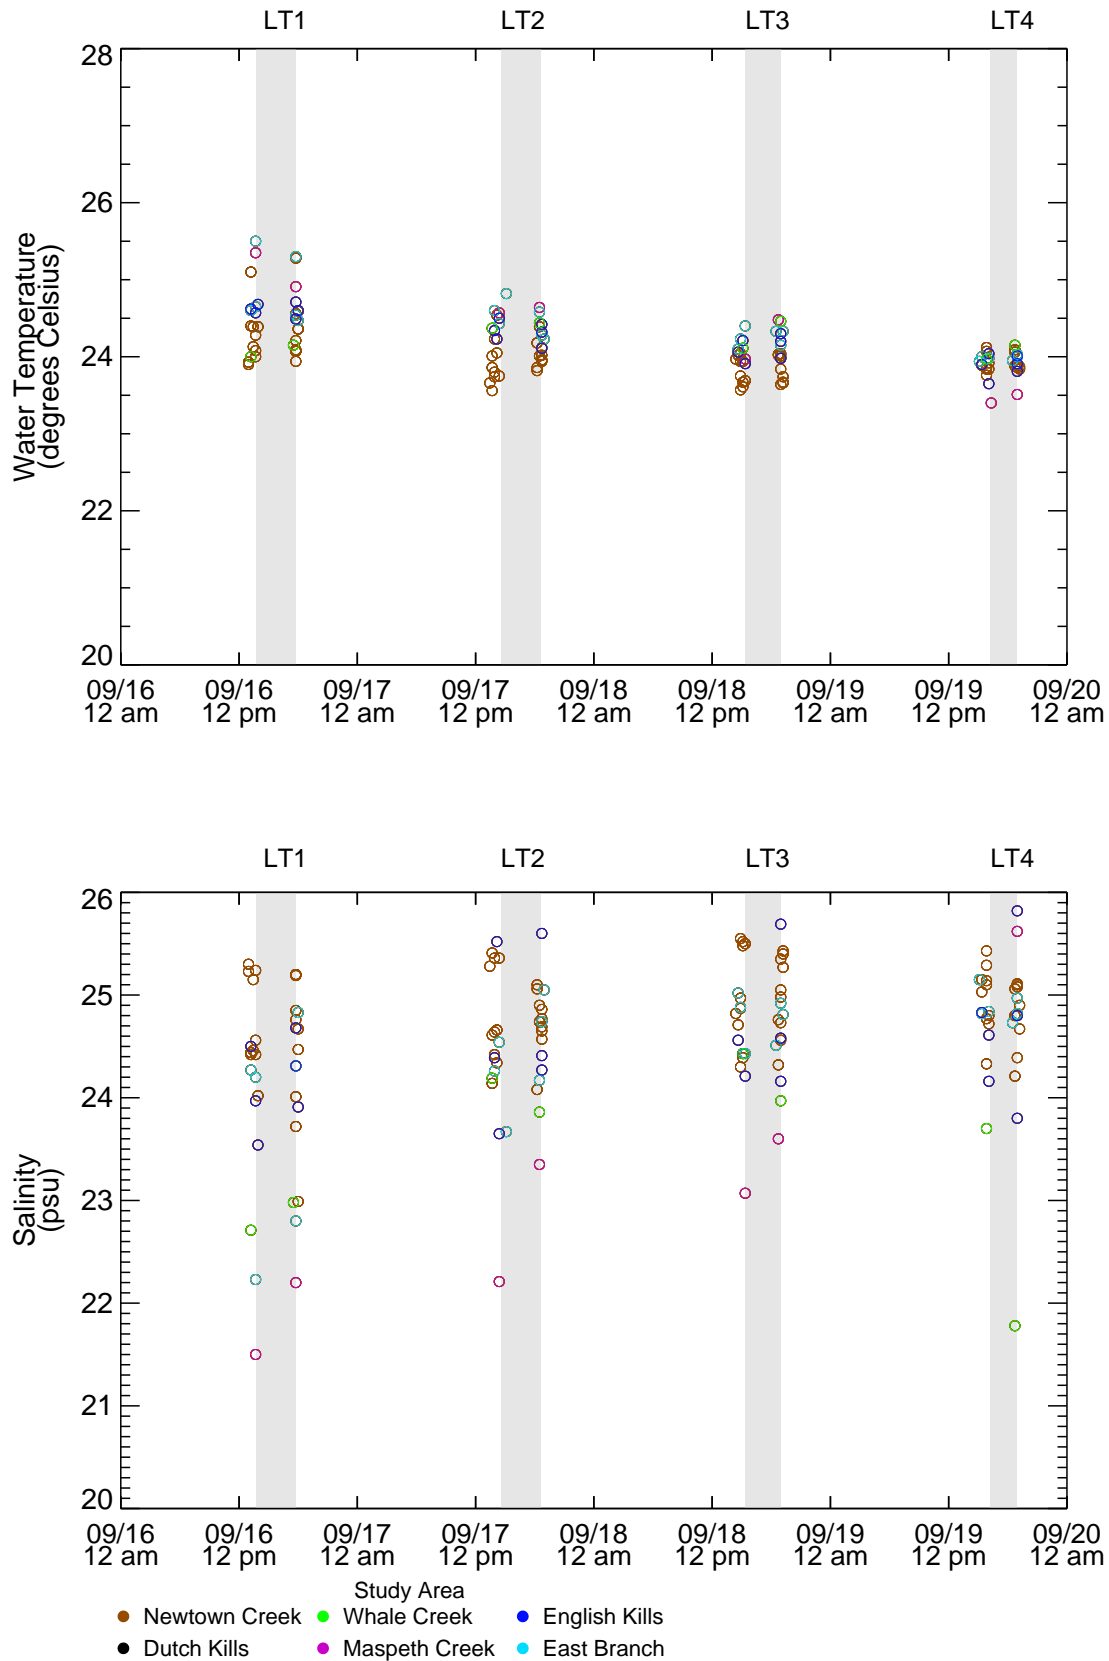 LT1 LT2 LT3 LT4
28
26
24
22
20
Water Temperature
(degrees Celsius)
09/16 09/16 09/17 09/17 09/18 09/18 09/19 09/19 09/20
12 am 12 pm 12 am 12 pm 12 am 12 pm 12 am 12 pm 12 am
LT1 LT2 LT3 LT4
26
25
24
23
22
21
20
Salinity
(psu)
09/16 09/16 09/17 09/17 09/18 09/18 09/19 09/19 09/20
12 am 12 pm 12 am 12 pm 12 am 12 pm 12 am 12 pm 12 am
Study Area
Newtown Creek Whale Creek English Kills
Dutch Kills Maspeth Creek East Branch